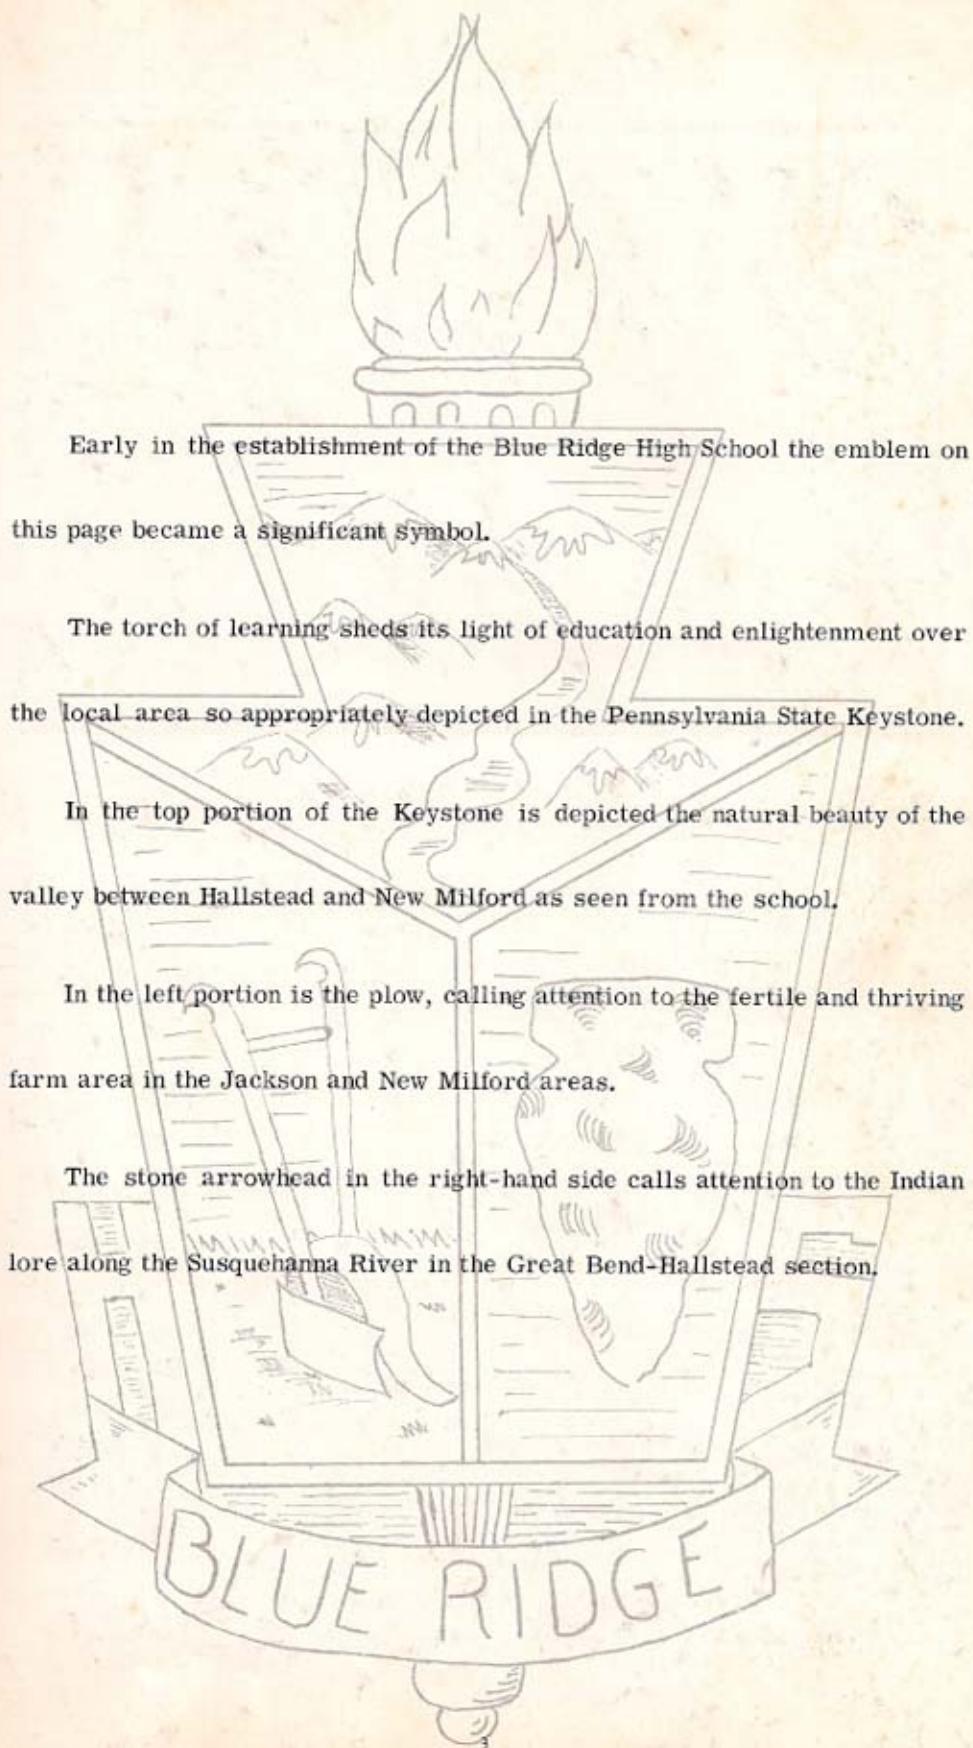 Early in the establishment of the Blue Ridge High School the emblem on
this page became a significant symbol.
The torch of learning sheds its light of education and enlightenment over
the local area so appropriately depicted in the Pennsylvania State Keystone.
In the top portion of the Keystone is depicted the natural beauty of the
valley between Hallstead and New Milford as seen from the school.
In the left portion is the plow, calling attention to the fertile and thriving
farm area in the Jackson and New Milford areas.
The stone arrowhead in the right-hand side calls attention to the Indian
lore along the Susquehanna River in the Great Bend-Hallstead section.
BLUE RIDGE
3